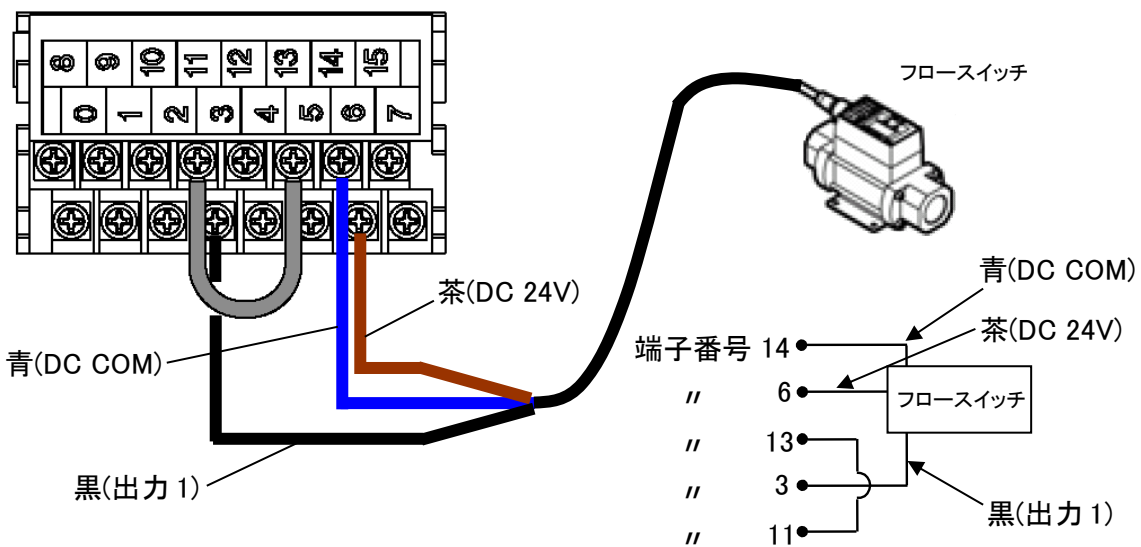 8 9 10 11 12 13 14 15
0 1 2 3 4 5 6 7
フロースイッチ
茶(DC 24V)
青(DC COM)
黒(出力 1)
青(DC COM)
茶(DC 24V)
端子番号 14
〃 6
フロースイッチ
〃 13
〃 3
黒(出力 1)
〃 11